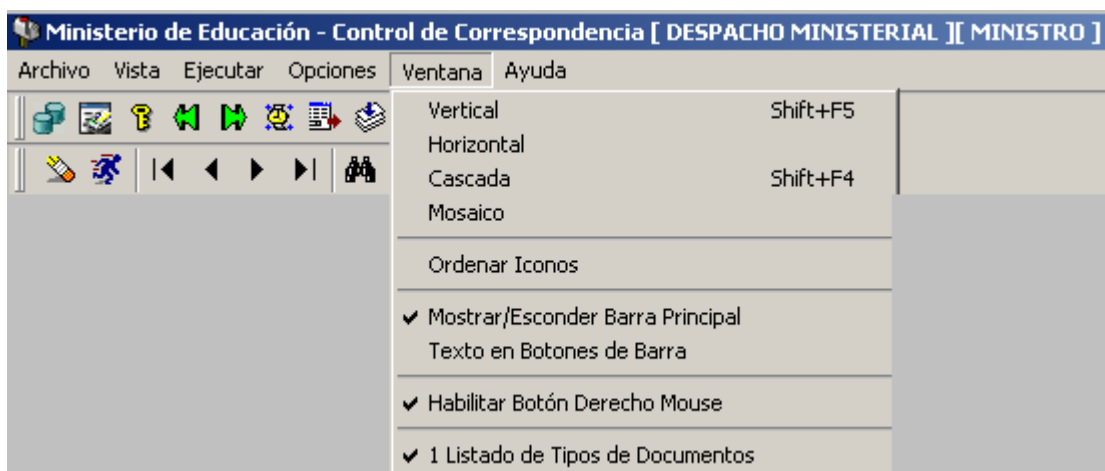 Ministerio de Educación - Control de Correspondencia [ DESPACHO MINISTERIAL ][ MINISTRO ]
Archivo Vista Ejecutar Opciones Ventana Ayuda
Vertical Shift+F5
Horizontal
Cascada Shift+F4
Mosaico
Ordenar Iconos
Mostrar/Esconder Barra Principal
Texto en Botones de Barra
Habilitar Botón Derecho Mouse
1 Listado de Tipos de Documentos